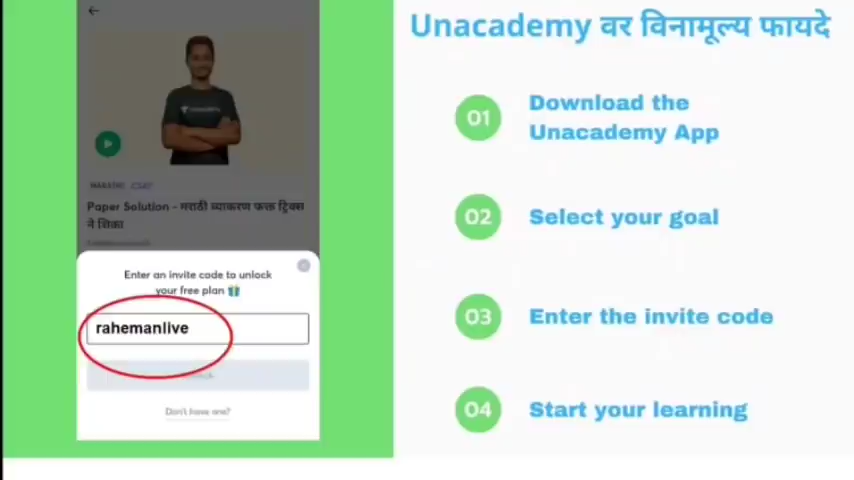 Unacademy वर विनामूल्य फायदे
MARATHI
Paper Solution - मराठी व्याकरण फक्त ट्रिक्स
ने शिका
Enter an invite code to unlock
your free plan
rahemanlive
Don't have one?
01
Download the
Unacademy App
02
Select your goal
03
Enter the invite code
04
Start your learning